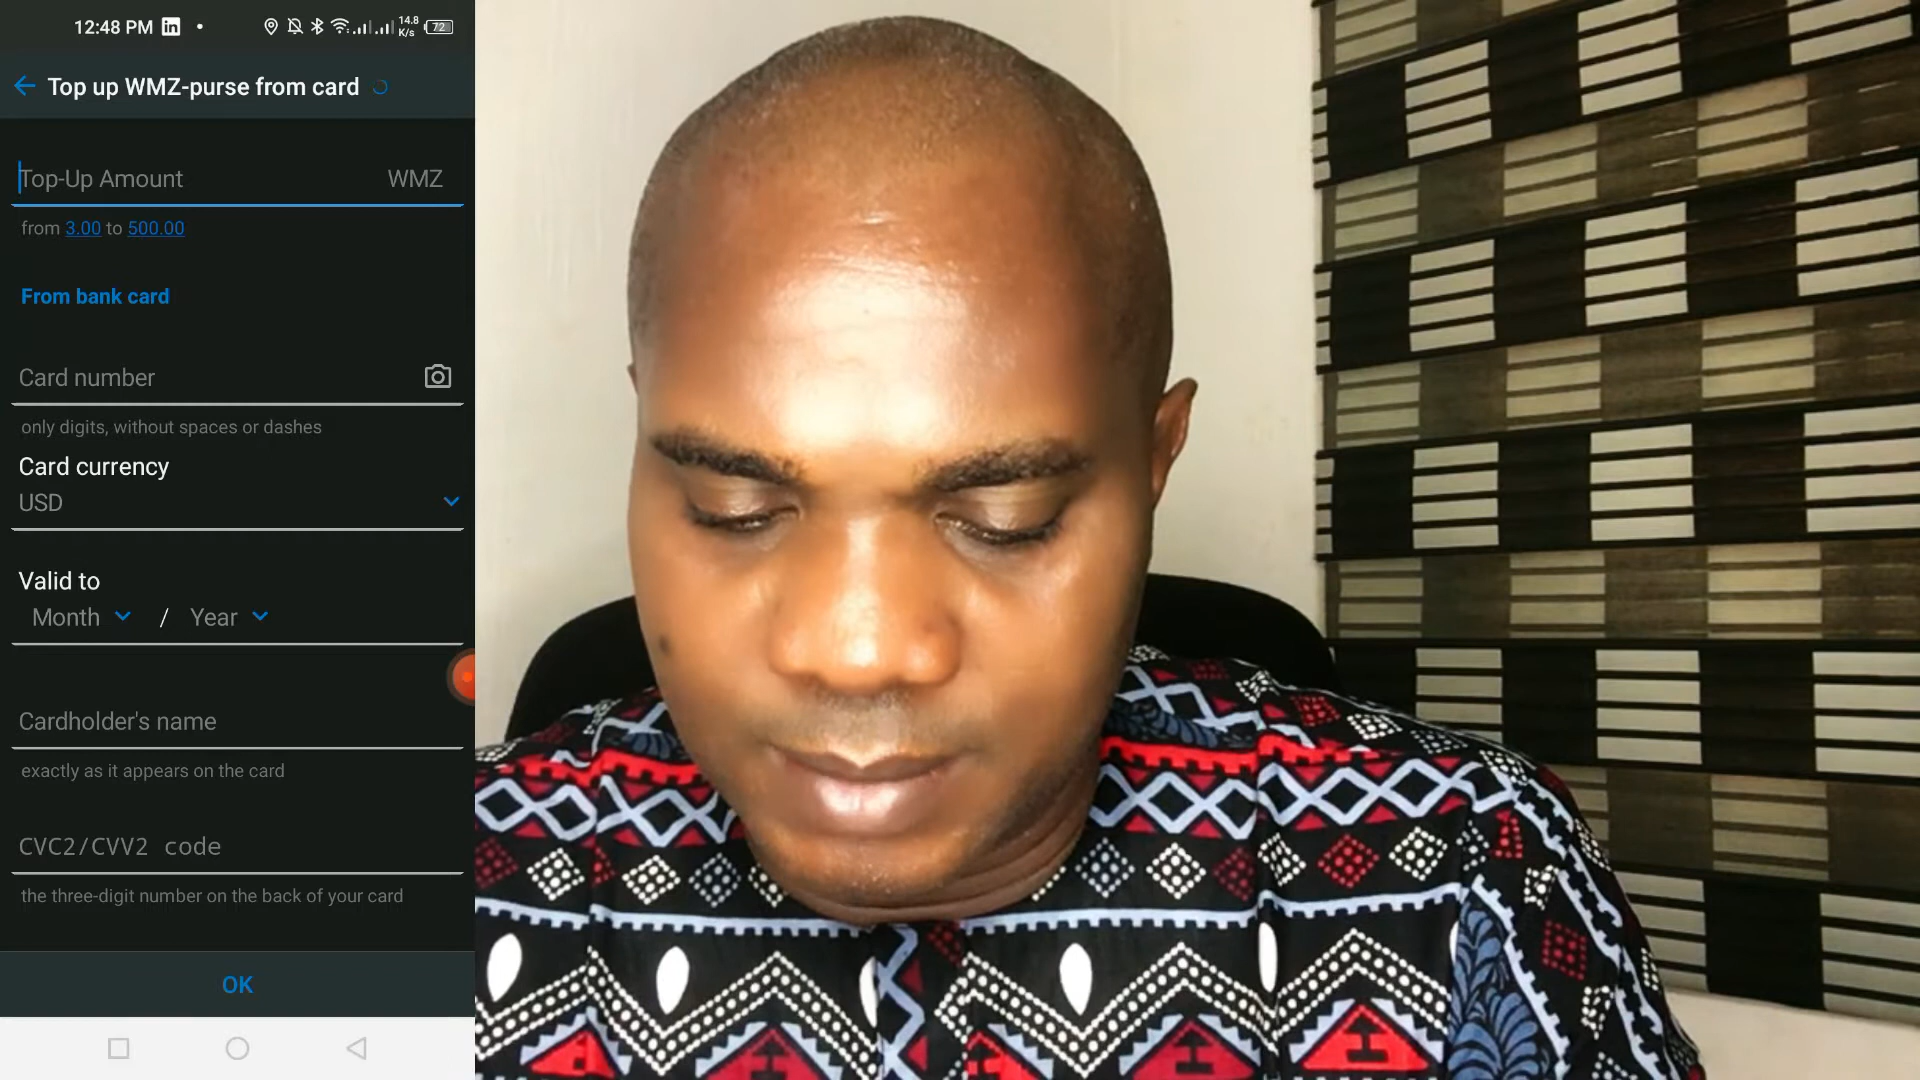 12:48 PM in
14.8
K/s
72
Top up WMZ-purse from card
Top-Up Amount WMZ
from 3.00 to 500.00
From bank card
Card number
only digits, without spaces or dashes
Card currency
USD
Valid to
Month / Year
Cardholder's name
exactly as it appears on the card
CVC2/CVV2 code
the three-digit number on the back of your card
OK